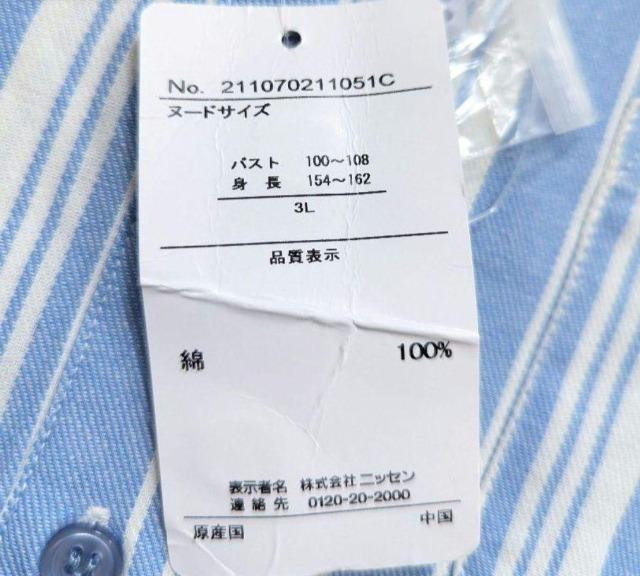 No. 211070211051C
ヌードサイズ
バスト 100～108
身長 154～162
3L
品質表示
綿 100%
表示者名 株式会社ニッセン
連絡先 0120-20-2000
原産国 中国